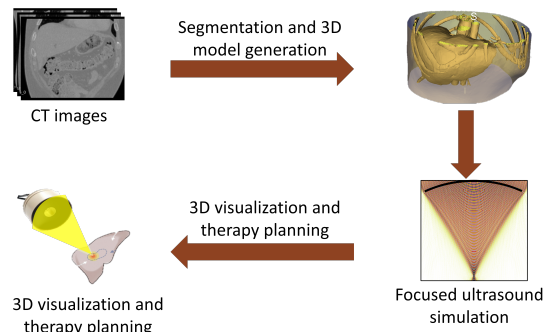 Segmentation and 3D
model generation
CT images
3D visualization and
therapy planning
Focused ultrasound
simulation
3D visualization and
therapy planning